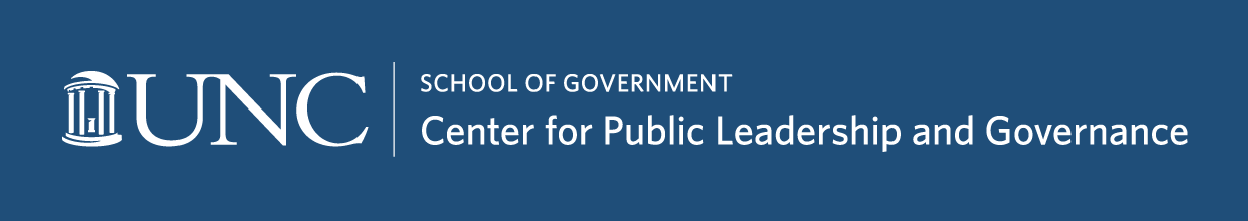 UNC
SCHOOL OF GOVERNMENT
Center for Public Leadership and Governance